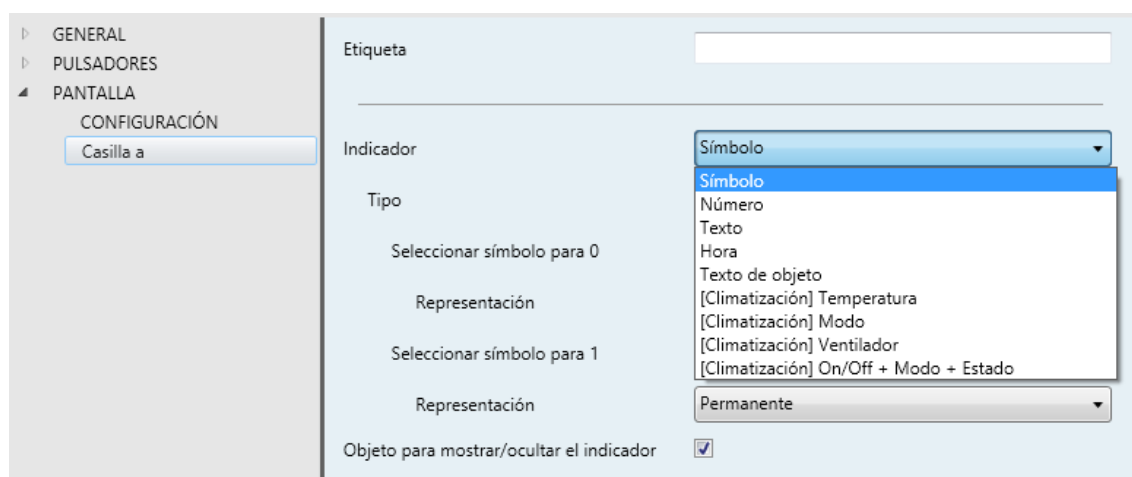 GENERAL
PULSADORES
PANTALLA
CONFIGURACIÓN
Casilla a
Etiqueta
Indicador
Símbolo
Símbolo
Número
Texto
Hora
Texto de objeto
[Climatización] Temperatura
[Climatización] Modo
[Climatización] Ventilador
[Climatización] On/Off + Modo + Estado
Tipo
Seleccionar símbolo para 0
Representación
Seleccionar símbolo para 1
Representación
Permanente
Objeto para mostrar/ocultar el indicador